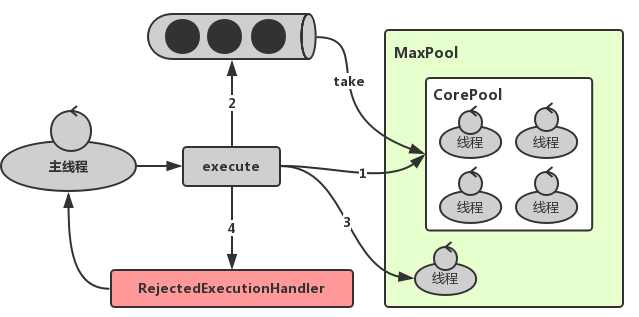 MaxPool
take
CorePool
2
线程
线程
主线程
execute
1
线程
线程
3
4
线程
RejectedExecutionHandler